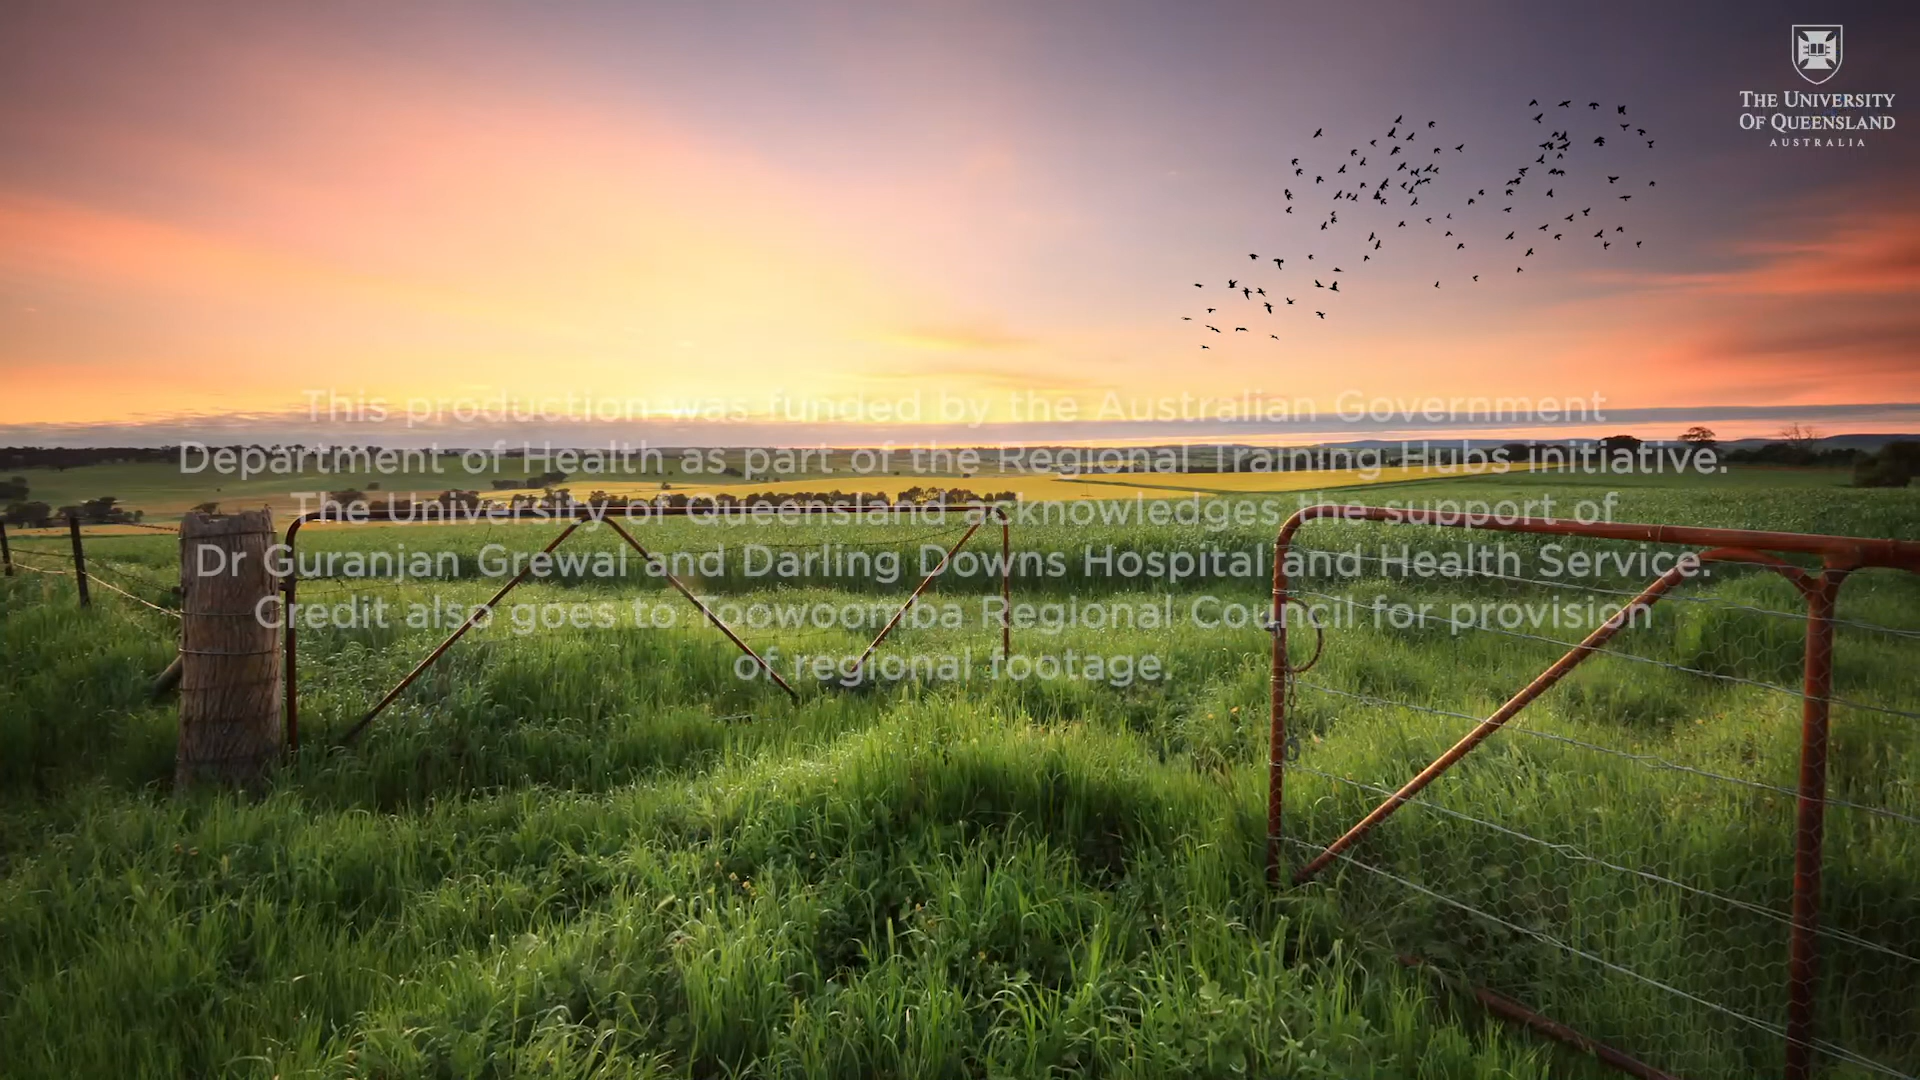 THE UNIVERSITY
OF QUEENSLAND
AUSTRALIA
This production was funded by the Australian Government
Department of Health as part of the Regional Training Hubs initiative.
The University of Queensland acknowledges the support of
Dr Guranjan Grewal and Darling Downs Hospital and Health Service.
Credit also goes to Toowoomba Regional Council for provision
of regional footage.